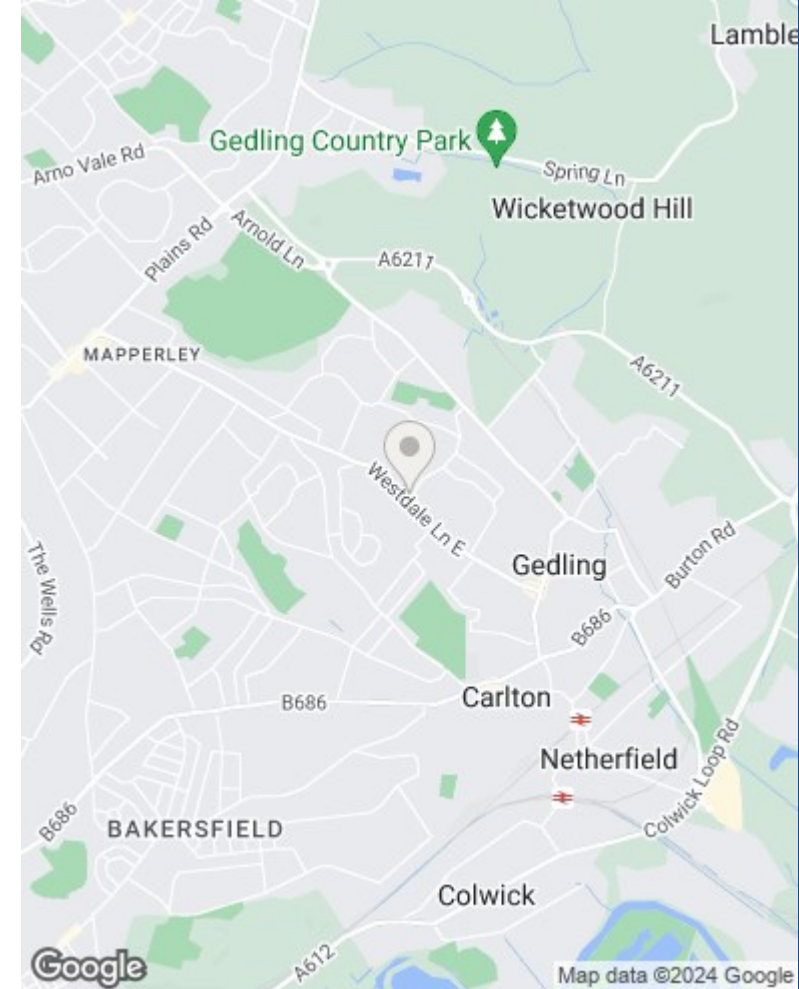 Lamble
Gedling Country Park
Arno Vale Rd
Spring Ln
Wicketwood Hill
Plains Rd
Arnold Ln
A6211
MAPPERLEY
A6211
Westdale Ln E
The Wells Rd
Gedling
Burton Rd
B686
B686
Carlton
Netherfield
Colwick Loop Rd
B686
BAKERSFIELD
Colwick
A612
Google
Map data ©2024 Google